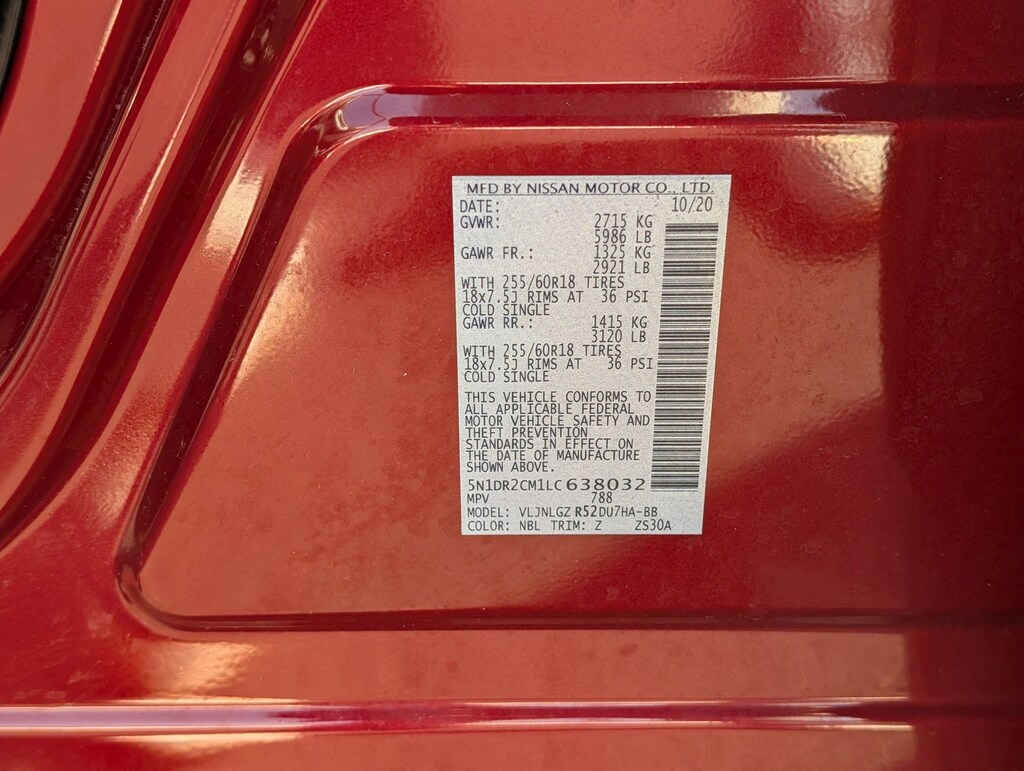 MFD BY NISSAN MOTOR CO., LTD.
DATE: 10/20
GVWR: 2715 KG
5986 LB
GAWR FR.: 1325 KG
2921 LB
WITH 255/60R18 TIRES
18x7.5J RIMS AT 36 PSI
COLD SINGLE
GAWR RR.: 1415 KG
3120 LB
WITH 255/60R18 TIRES
18x7.5J RIMS AT 36 PSI
COLD SINGLE
THIS VEHICLE CONFORMS TO
ALL APPLICABLE FEDERAL
MOTOR VEHICLE SAFETY AND
THEFT PREVENTION
STANDARDS IN EFFECT ON
THE DATE OF MANUFACTURE
SHOWN ABOVE.
5N1DR2CM1LC638032
MPV 788
MODEL: VLJNLGZ R52DU7HA-BB
COLOR: NBL TRIM: Z ZS30A